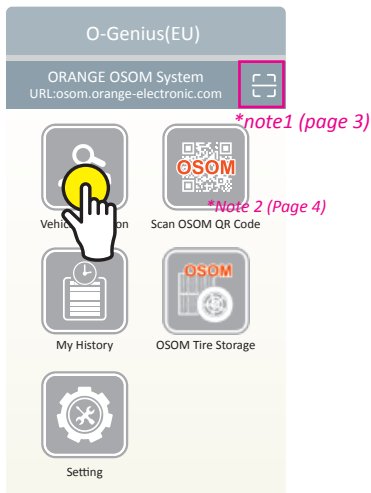 O-Genius(EU)
ORANGE OSOM System
URL:osom.orange-electronic.com
*note1 (page 3)
OSOM
*Note 2 (Page 4)
Scan OSOM QR Code
OSOM
My History
OSOM Tire Storage
Setting